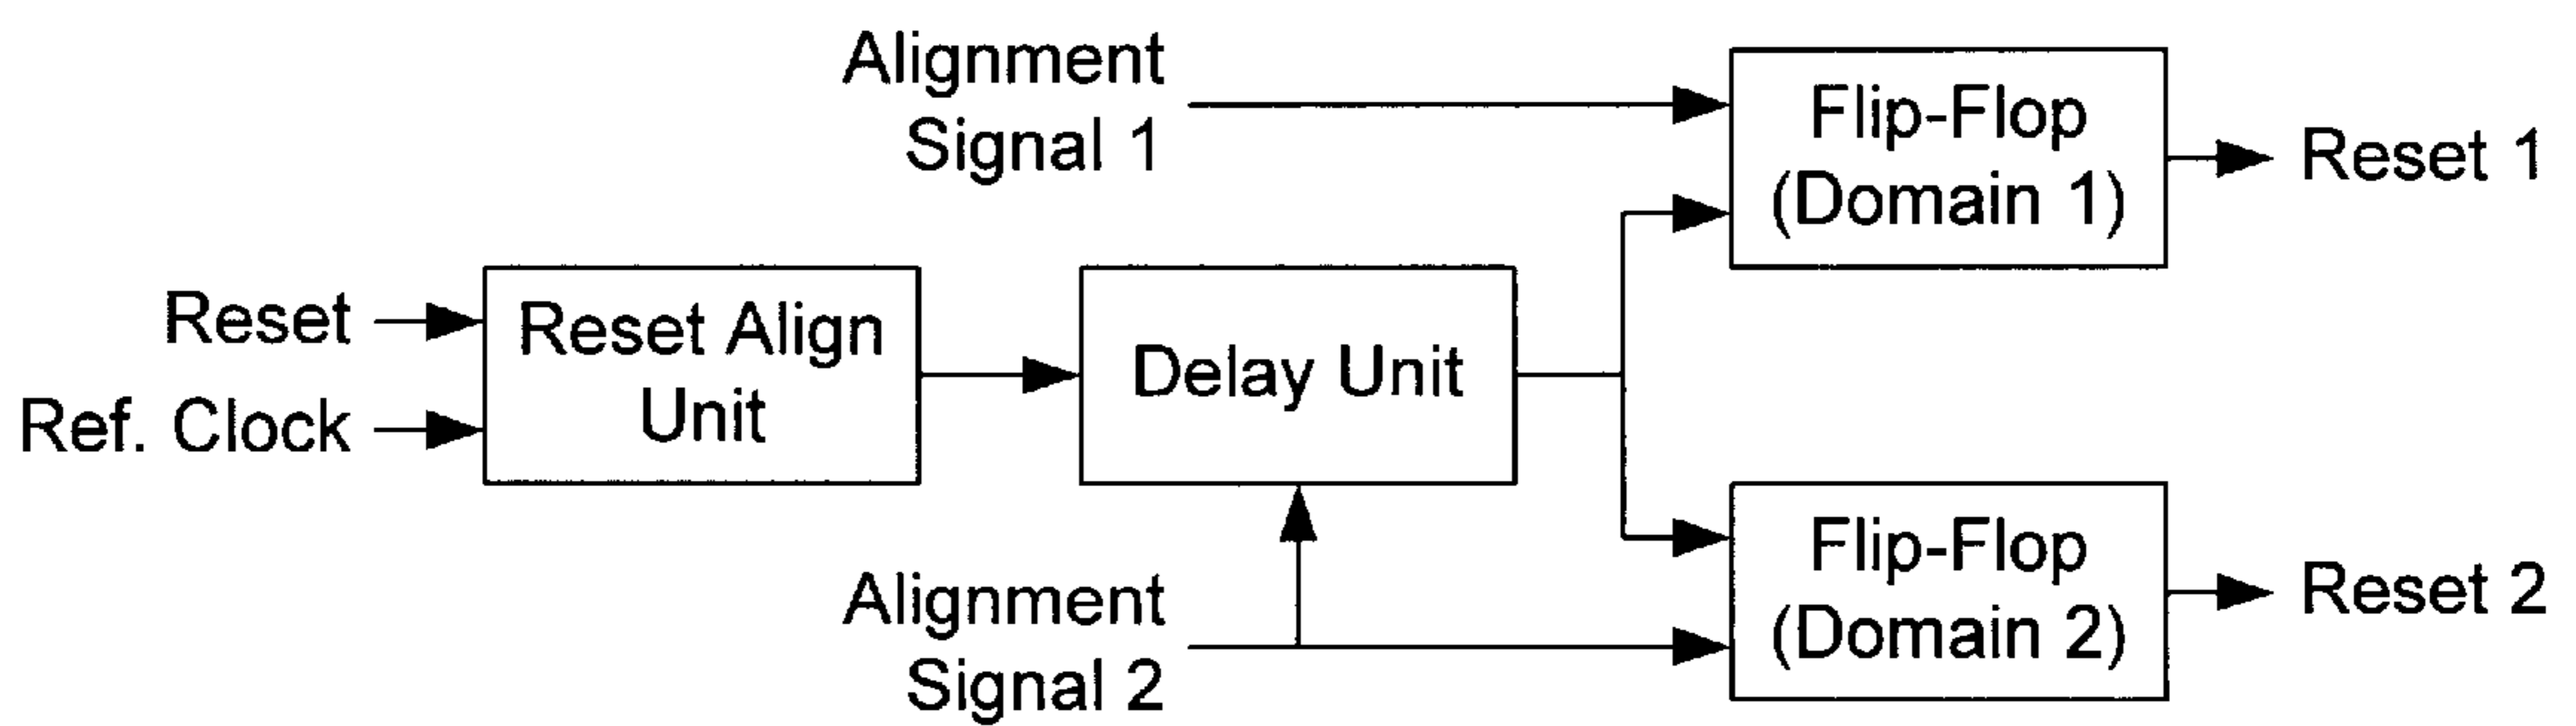 Alignment
Signal 1
Flip-Flop
(Domain 1)
Reset 1
Reset
Ref. Clock
Reset Align
Unit
Delay Unit
Alignment
Signal 2
Flip-Flop
(Domain 2)
Reset 2